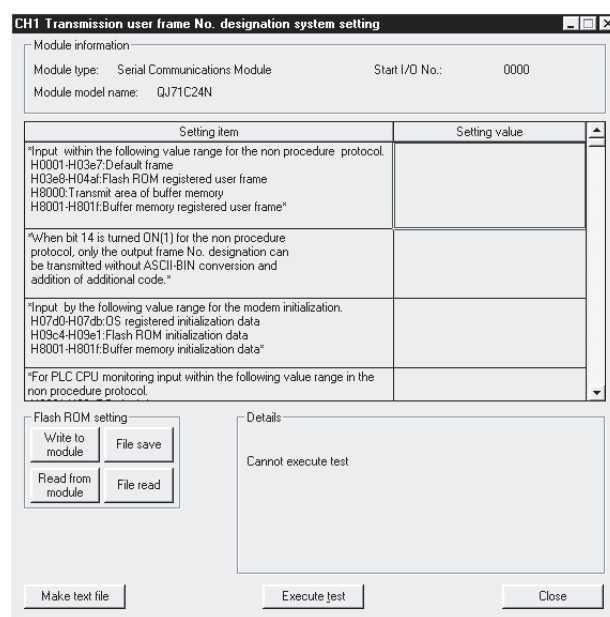 CH1 Transmission user frame No. designation system setting
Module information
Module type: Serial Communications Module Start I/O No.: 0000
Module model name: QJ71C24N
Setting item Setting value
*Input within the following value range for the non procedure protocol.
H0001-H03e7:Default frame
H03e8-H04af:Flash ROM registered user frame
H8000:Transmit area of buffer memory
H8001-H801f:Buffer memory registered user frame*
*When bit 14 is turned ON(1) for the non procedure
protocol, only the output frame No. designation can
be transmitted without ASCII-BIN conversion and
addition of additional code.*
*Input by the following value range for the modem initialization.
H07d0-H07db:OS registered initialization data
H09c4-H09e1:Flash ROM initialization data
H8001-H801f:Buffer memory initialization data*
*For PLC CPU monitoring input within the following value range in the
non procedure protocol.
Flash ROM setting
Write to
module
File save
Read from
module
File read
Details
Cannot execute test
Make text file Execute test Close